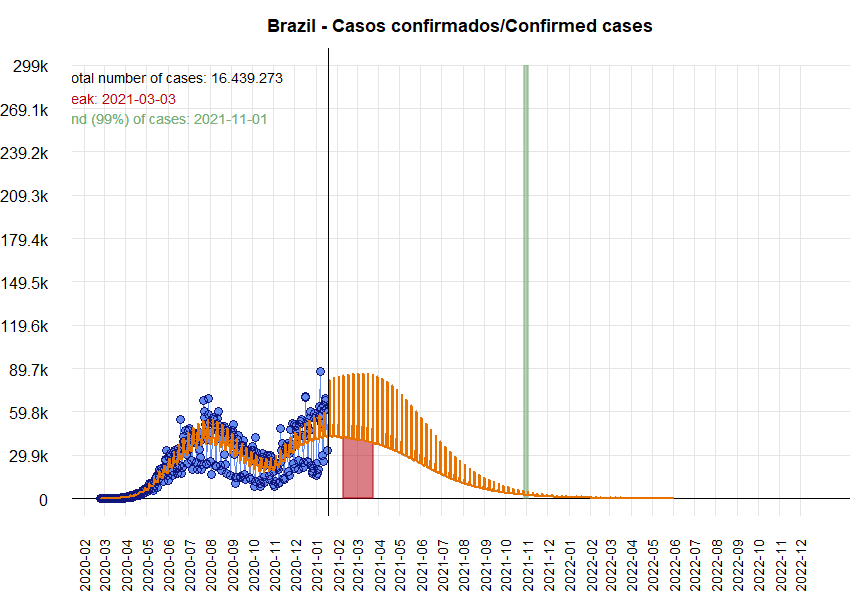 Brazil - Casos confirmados/Confirmed cases
299k
otal number of cases: 16.439.273
eak: 2021-03-03
269.1k
nd (99%) of cases: 2021-11-01
239.2k
209.3k
179.4k
149.5k
119.6k
89.7k
59.8k
29.9k
0
2020-02
2020-03
2020-04
2020-05
2020-06
2020-07
2020-08
2020-09
2020-10
2020-11
2020-12
2021-01
2021-02
2021-03
2021-04
2021-05
2021-06
2021-07
2021-08
2021-09
2021-10
2021-11
2021-12
2022-01
2022-02
2022-03
2022-04
2022-05
2022-06
2022-07
2022-08
2022-09
2022-10
2022-11
2022-12